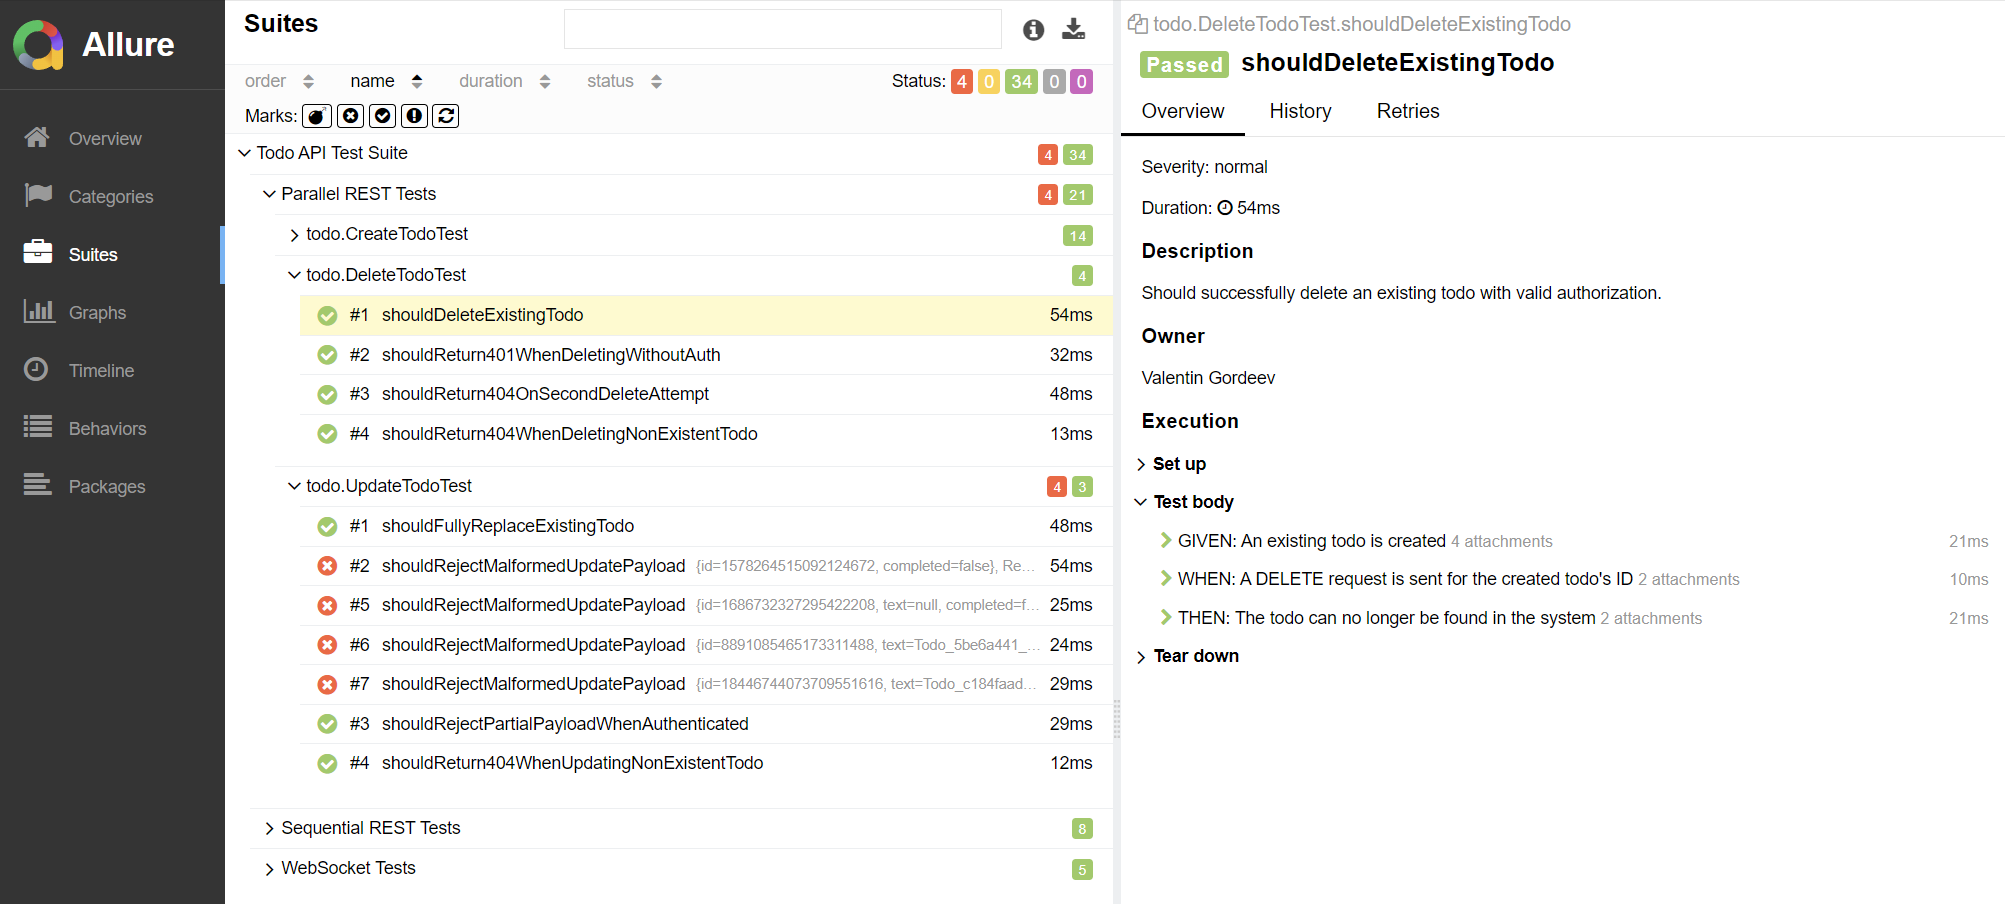 Allure
Overview
Categories
Suites
Graphs
Timeline
Behaviors
Packages
Suites
order name duration status Status: 4 0 34 0 0
Marks:
Todo API Test Suite 4 34
Parallel REST Tests 4 21
todo.CreateTodoTest 14
todo.DeleteTodoTest 4
#1 shouldDeleteExistingTodo 54ms
#2 shouldReturn401WhenDeletingWithoutAuth 32ms
#3 shouldReturn404OnSecondDeleteAttempt 48ms
#4 shouldReturn404WhenDeletingNonExistentTodo 13ms
todo.UpdateTodoTest 4 3
#1 shouldFullyReplaceExistingTodo 48ms
#2 shouldRejectMalformedUpdatePayload {id=1578264515092124672, completed=false}, Re... 54ms
#5 shouldRejectMalformedUpdatePayload {id=1686732327295422208, text=null, completed=f... 25ms
#6 shouldRejectMalformedUpdatePayload {id=8891085465173311488, text=Todo_5be6a441_... 24ms
#7 shouldRejectMalformedUpdatePayload {id=18446744073709551616, text=Todo_c184faad... 29ms
#3 shouldRejectPartialPayloadWhenAuthenticated 29ms
#4 shouldReturn404WhenUpdatingNonExistentTodo 12ms
Sequential REST Tests 8
WebSocket Tests 5
todo.DeleteTodoTest.shouldDeleteExistingTodo
Passed shouldDeleteExistingTodo
Overview History Retries
Severity: normal
Duration: 54ms
Description
Should successfully delete an existing todo with valid authorization.
Owner
Valentin Gordeev
Execution
Set up
Test body
GIVEN: An existing todo is created 4 attachments 21ms
WHEN: A DELETE request is sent for the created todo's ID 2 attachments 10ms
THEN: The todo can no longer be found in the system 2 attachments 21ms
Tear down